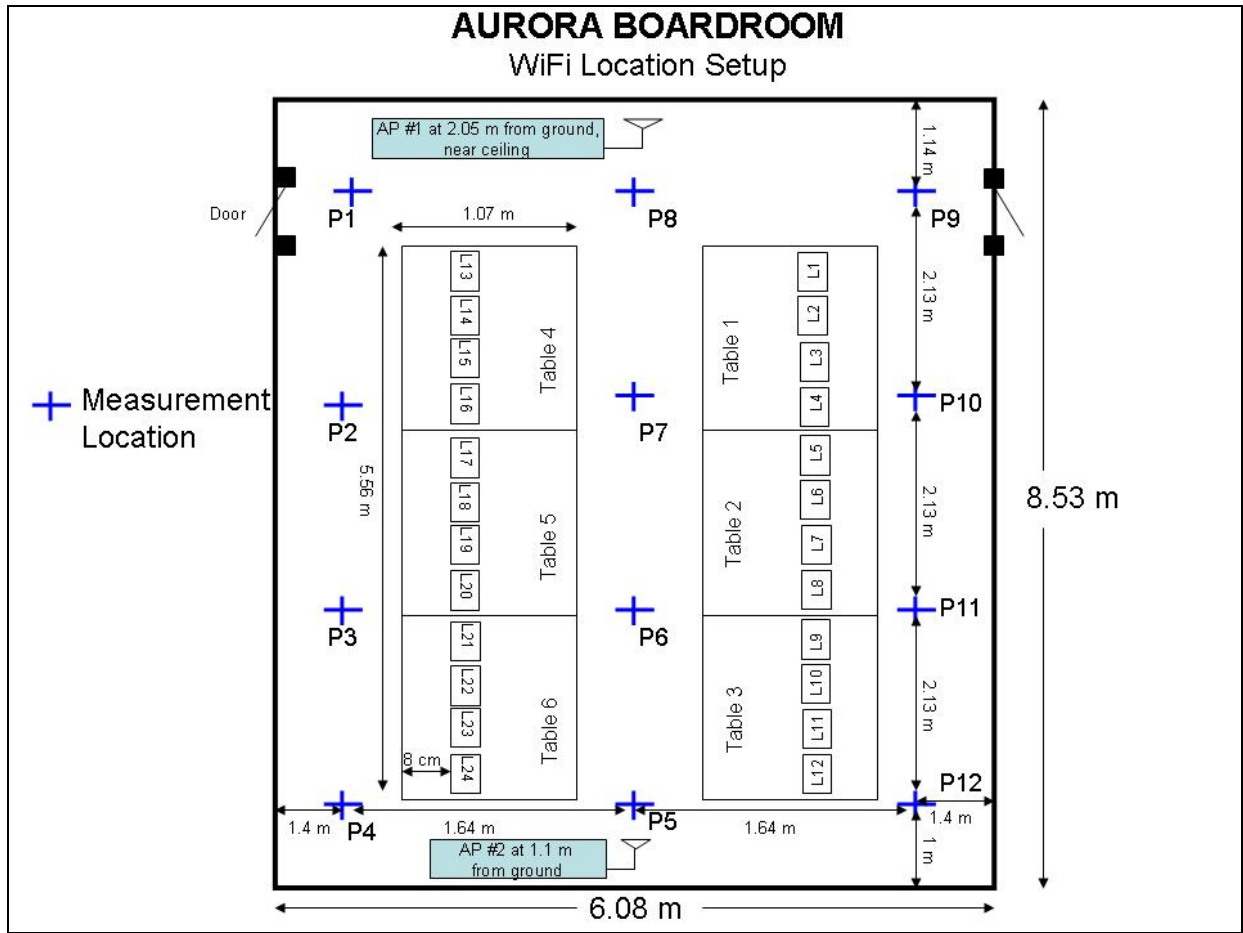 AURORA BOARDROOM
WiFi Location Setup
AP #1 at 2.05 m from ground,
near ceiling
1.14 m
Door
P1
P8
P9
1.07 m
L13
L14
L15
L16
Table 4
L1
L2
L3
L4
Table 1
2.13 m
Measurement
Location
P2
P7
P10
5.56 m
L17
L18
L19
L20
Table 5
L5
L6
L7
L8
Table 2
2.13 m
8.53 m
P3
P6
P11
L21
L22
L23
L24
Table 6
8 cm
L9
L10
L11
L12
Table 3
2.13 m
P12
1.4 m
P4
1.64 m
P5
1.64 m
1.4 m
1 m
AP #2 at 1.1 m
from ground
6.08 m